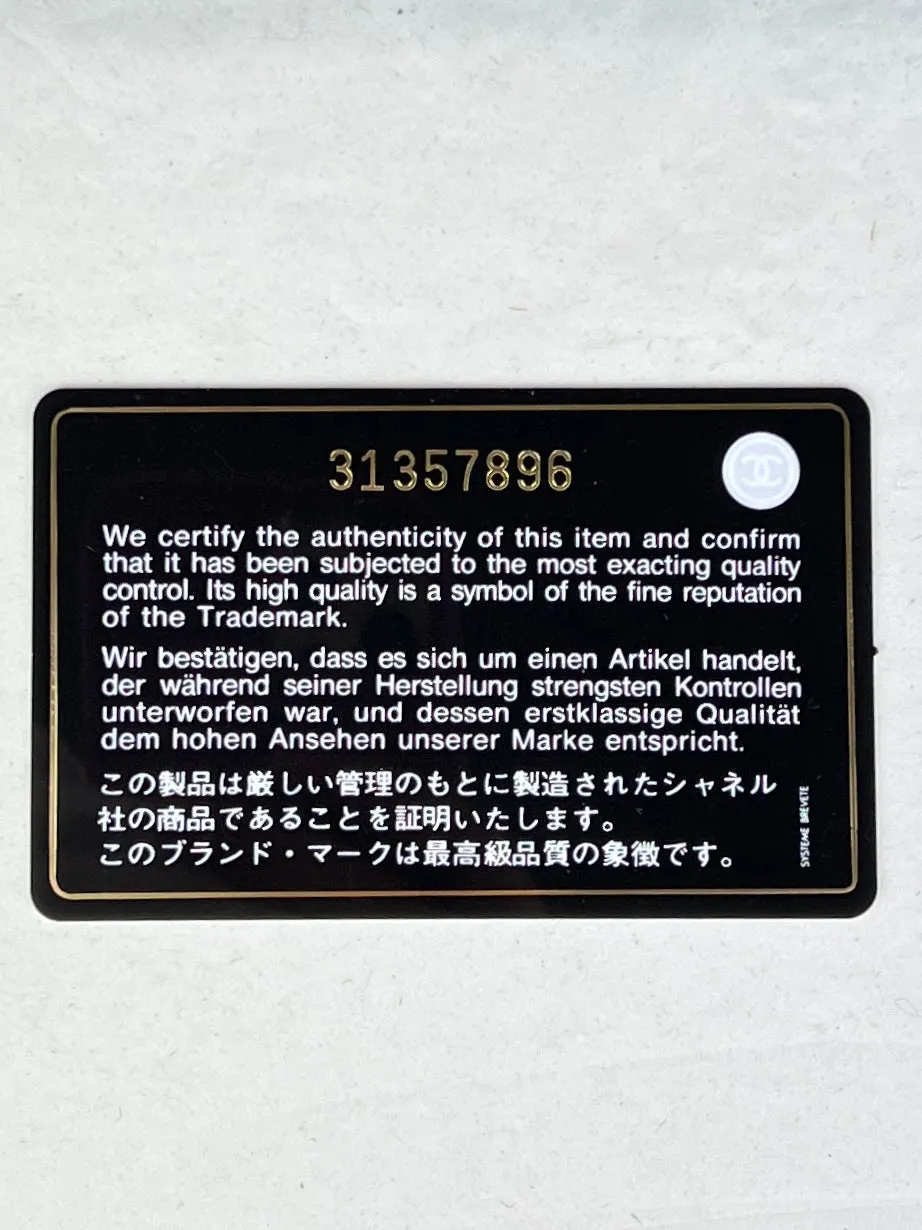 31357896
We certify the authenticity of this item and confirm
that it has been subjected to the most exacting quality
control. Its high quality is a symbol of the fine reputation
of the Trademark.
Wir bestätigen, dass es sich um einen Artikel handelt,
der während seiner Herstellung strengsten Kontrollen
unterworfen war, und dessen erstklassige Qualität
dem hohen Ansehen unserer Marke entspricht.
この製品は厳しい管理のもとに製造されたシャネル
社の商品であることを証明いたします。
このブランド・マークは最高級品質の象徴です。
SYSTEME BREVETE